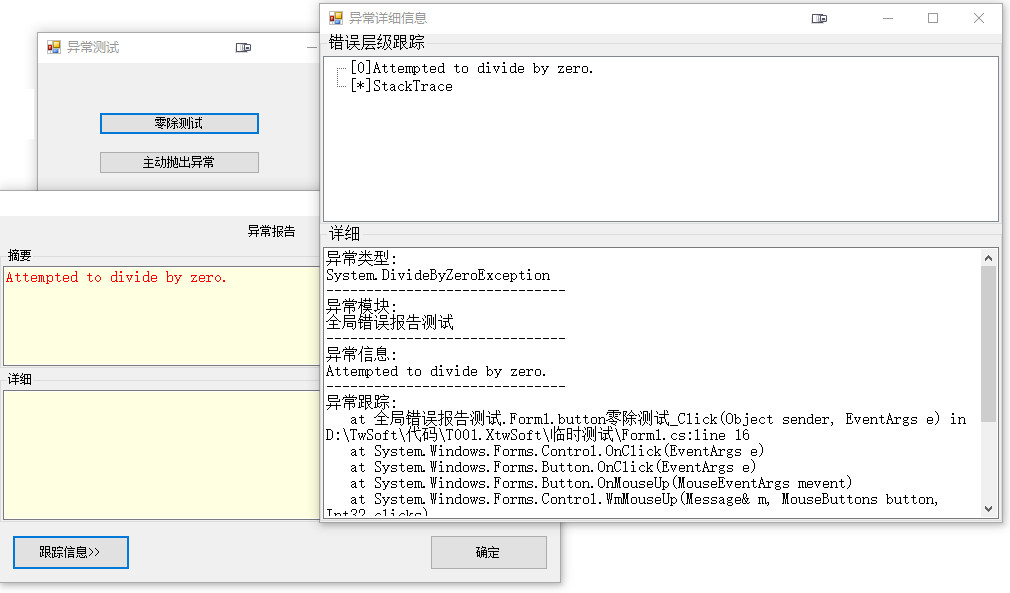 异常测试
零除测试
主动抛出异常
异常报告
摘要
Attempted to divide by zero.
详细
跟踪信息>>
确定
异常详细信息
错误层级跟踪
[0]Attempted to divide by zero.
[*]StackTrace
详细
异常类型:
System.DivideByZeroException
------------------------------
异常模块:
全局错误报告测试
------------------------------
异常信息:
Attempted to divide by zero.
------------------------------
异常跟踪:
at 全局错误报告测试.Form1.button零除测试_Click(Object sender, EventArgs e) in
D:\TwSoft\代码\T001.XtwSoft\临时测试\Form1.cs:line 16
at System.Windows.Forms.Control.OnClick(EventArgs e)
at System.Windows.Forms.Button.OnClick(EventArgs e)
at System.Windows.Forms.Button.OnMouseUp(MouseEventArgs mevent)
at System.Windows.Forms.Control.WmMouseUp(Message& m, MouseButtons button,
Int32 clicks)